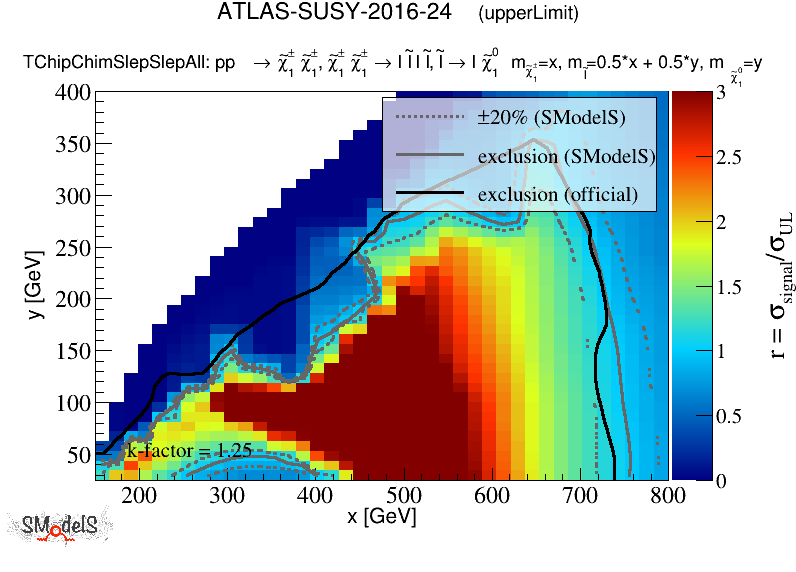 ATLAS-SUSY-2016-24 (upperLimit)
TChipChimSlepSlepAll: pp → χ̃₁± χ̃₁±, χ̃₁± χ̃₁± → l l̃ l l̃, l̃ → l χ̃₁⁰ m_χ̃₁±=x, m_l̃=0.5*x + 0.5*y, m_χ̃₁⁰=y
±20% (SModelS)
exclusion (SModelS)
exclusion (official)
400
350
300
250
200
150
100
50
y [GeV]
k-factor = 1.25
200 300 400 500 600 700 800
x [GeV]
3
2.5
2
1.5
1
0.5
0
r = σ_signal/σ_UL
SModelS